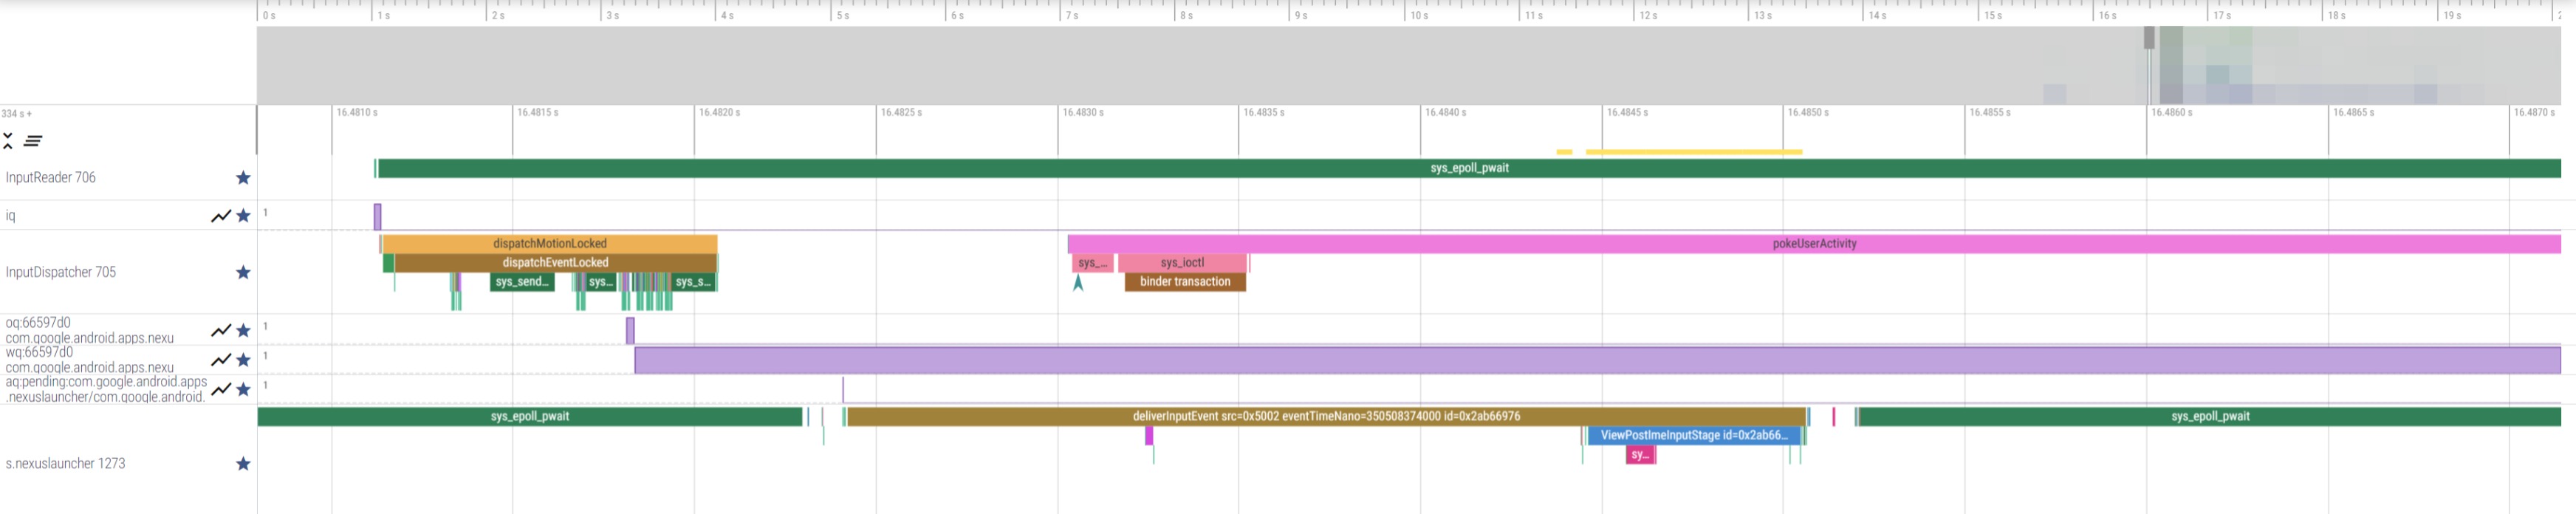 0 s 1 s 2 s 3 s 4 s 5 s 6 s 7 s 8 s 9 s 10 s 11 s 12 s 13 s 14 s 15 s 16 s 17 s 18 s 19 s
334 s + 16.4810 s 16.4815 s 16.4820 s 16.4825 s 16.4830 s 16.4835 s 16.4840 s 16.4845 s 16.4850 s 16.4855 s 16.4860 s 16.4865 s 16.4870 s
InputReader 706 sys_epoll_pwait
iq 1
dispatchMotionLocked pokeUserActivity
dispatchEventLocked sys_... sys_ioctl
InputDispatcher 705
sys_send... sys... sys_s... binder transaction
oq:66597d0 1
com.google.android.apps.nexu
wq:66597d0 1
com.google.android.apps.nexu
aq:pending:com.google.android.apps 1
.nexuslauncher/com.google.android.
sys_epoll_pwait deliverInputEvent src=0x5002 eventTimeNano=350508374000 id=0x2ab66976 sys_epoll_pwait
ViewPostImeInputStage id=0x2ab66...
sy...
s.nexuslauncher 1273